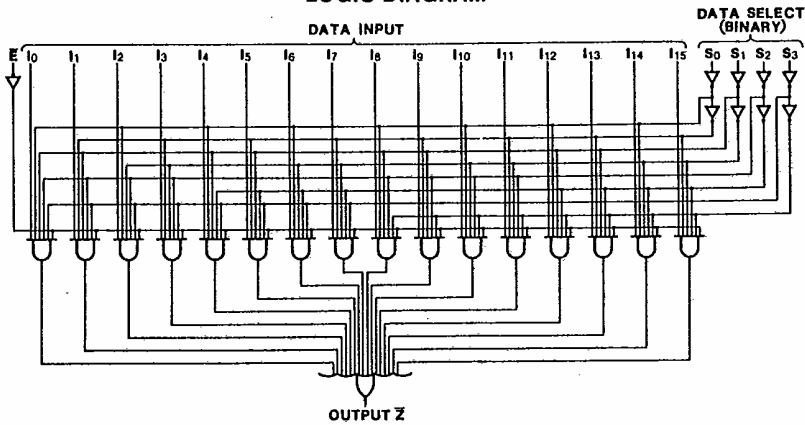 LOGIC DIAGRAM
DATA SELECT
(BINARY)
DATA INPUT
E̅ I0 I1 I2 I3 I4 I5 I6 I7 I8 I9 I10 I11 I12 I13 I14 I15 S0 S1 S2 S3
OUTPUT Z̅